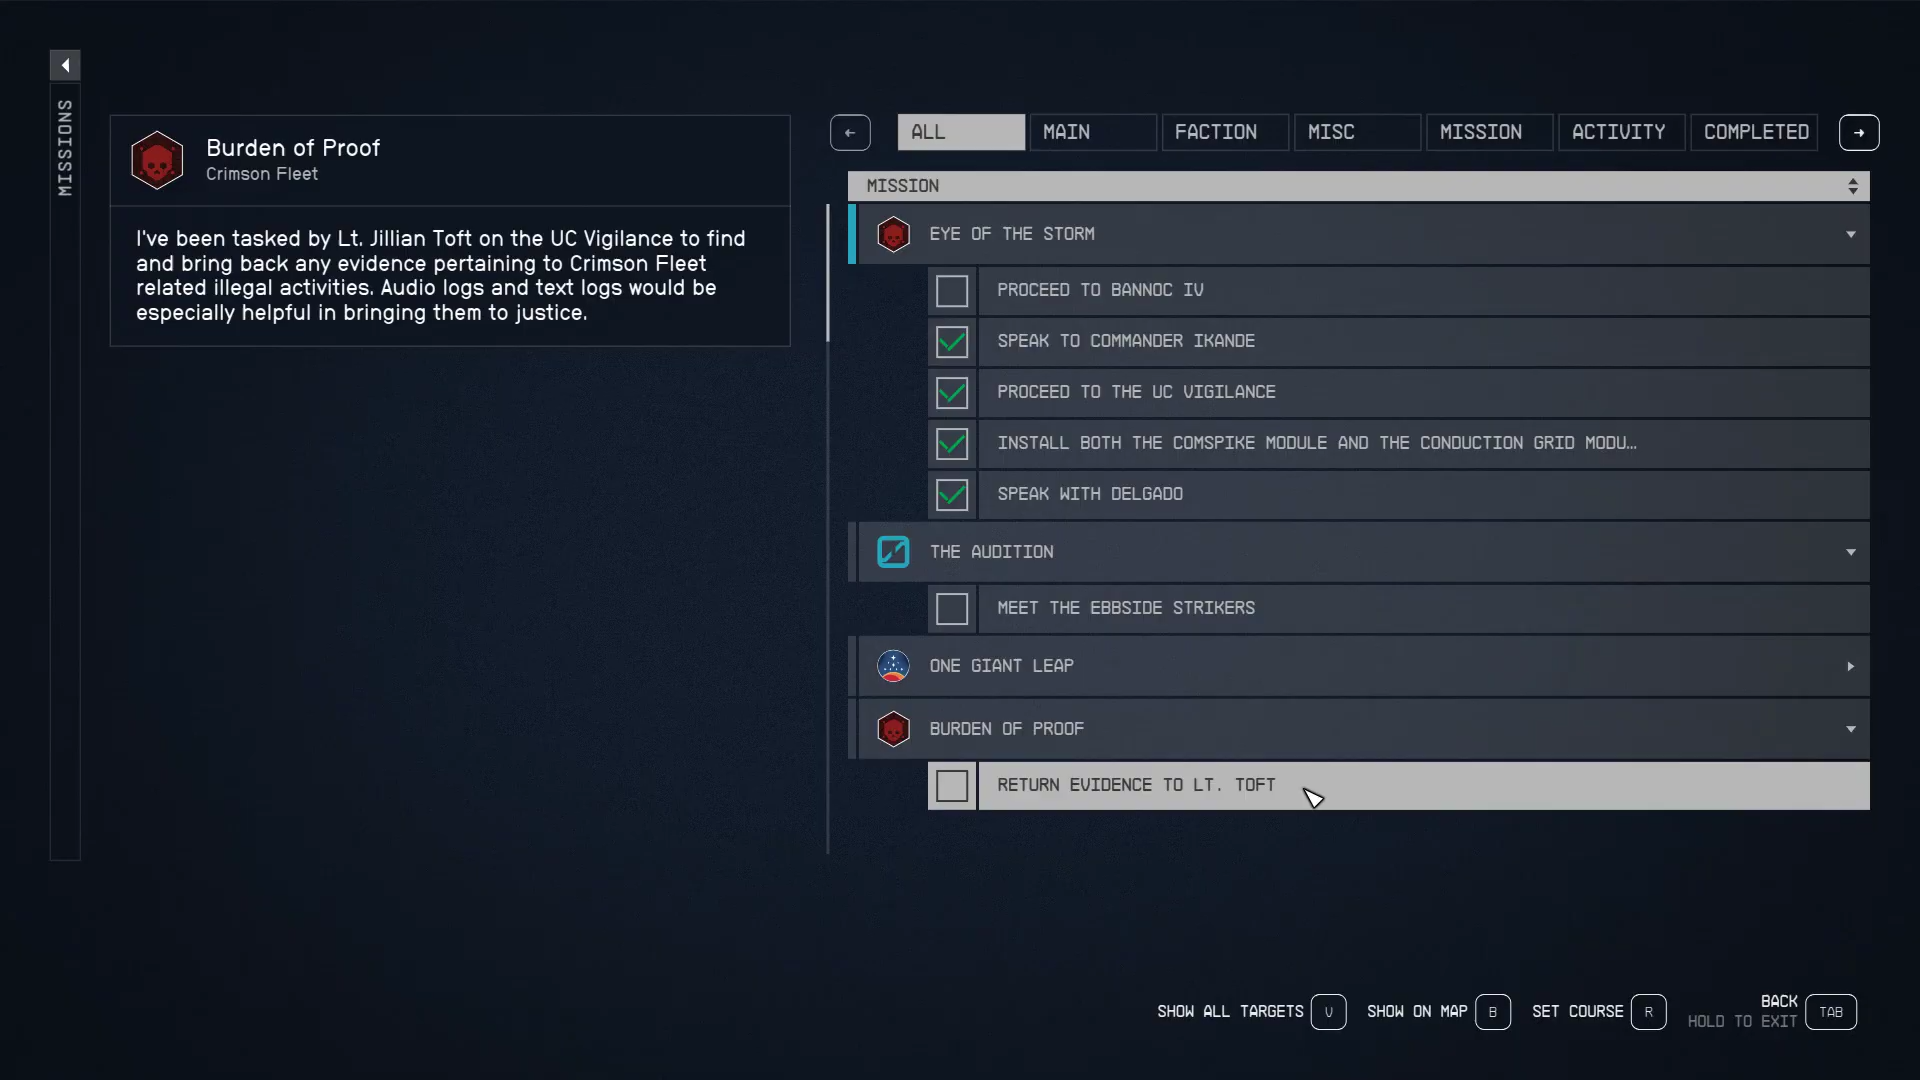 MISSIONS
Burden of Proof
Crimson Fleet
I've been tasked by Lt. Jillian Toft on the UC Vigilance to find
and bring back any evidence pertaining to Crimson Fleet
related illegal activities. Audio logs and text logs would be
especially helpful in bringing them to justice.
ALL
MAIN
FACTION
MISC
MISSION
ACTIVITY
COMPLETED
MISSION
EYE OF THE STORM
PROCEED TO BANNOC IV
SPEAK TO COMMANDER IKANDE
PROCEED TO THE UC VIGILANCE
INSTALL BOTH THE COMSPIKE MODULE AND THE CONDUCTION GRID MODU...
SPEAK WITH DELGADO
THE AUDITION
MEET THE EBBSIDE STRIKERS
ONE GIANT LEAP
BURDEN OF PROOF
RETURN EVIDENCE TO LT. TOFT
SHOW ALL TARGETS V
SHOW ON MAP B
SET COURSE R
BACK
HOLD TO EXIT
TAB